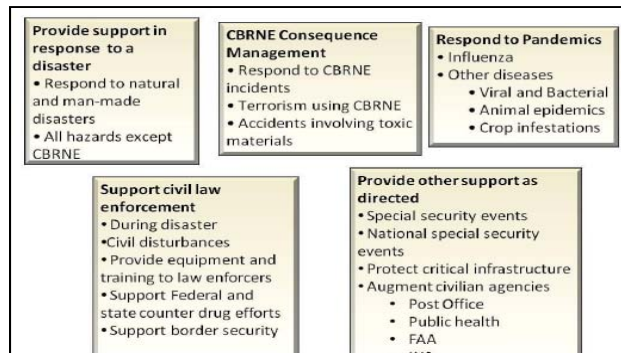 Provide support in
response to a
disaster
• Respond to natural
and man-made
disasters
• All hazards except
CBRNE
CBRNE Consequence
Management
• Respond to CBRNE
incidents
• Terrorism using CBRNE
• Accidents involving toxic
materials
Respond to Pandemics
• Influenza
• Other diseases
• Viral and Bacterial
• Animal epidemics
• Crop infestations
Support civil law
enforcement
• During disaster
•Civil disturbances
• Provide equipment and
training to law enforcers
• Support Federal and
state counter drug efforts
• Support border security
Provide other support as
directed
• Special security events
• National special security
events
• Protect critical infrastructure
• Augment civilian agencies
• Post Office
• Public health
• FAA